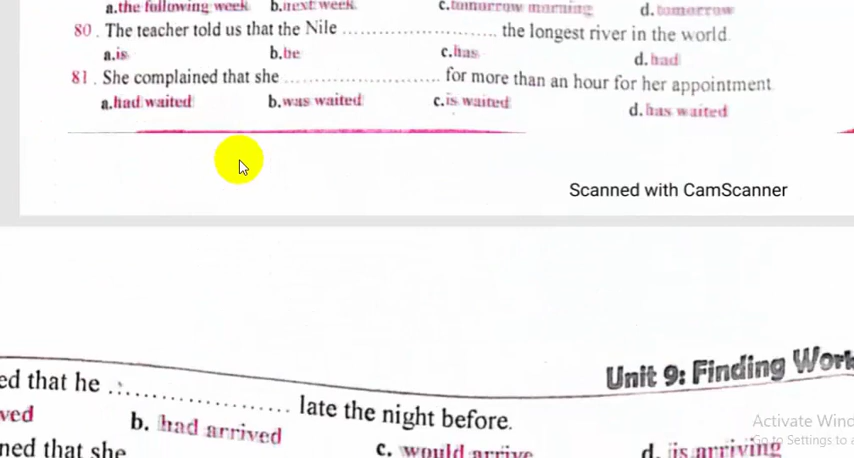 a.the following week b.next week c.tomorrow morning d.tomorrow
80 . The teacher told us that the Nile .............................. the longest river in the world.
a.is b.be c.has d.had
81 . She complained that she .............................. for more than an hour for her appointment
a.had waited b.was waited c.is waited d.has waited
Scanned with CamScanner
Unit 9: Finding Work
ed that he .............................. late the night before.
ved b. had arrived c. would arrive d. is arriving
ned that she
Activate Wind
Go to Settings to a